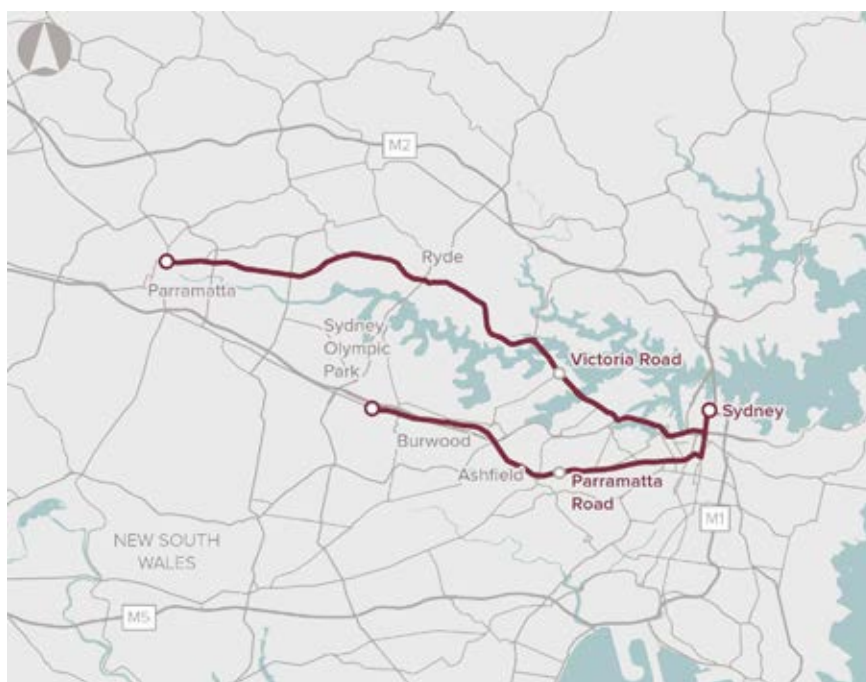 M2
Ryde
Parramatta
Sydney
Olympic
Park
Victoria Road
Sydney
Burwood
Ashfield
Parramatta
Road
M1
NEW SOUTH
WALES
M5